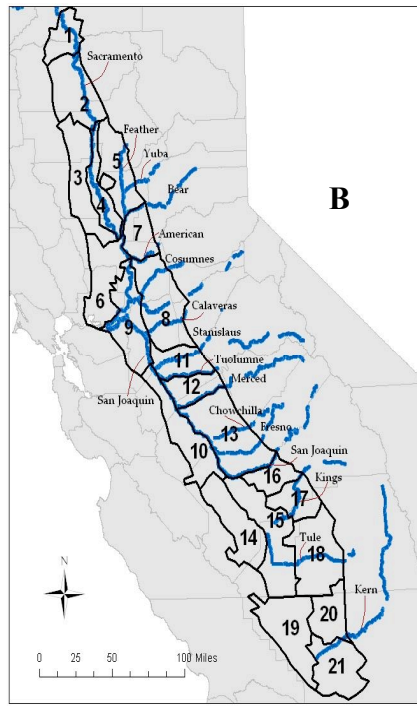 1
Sacramento
2
Feather
5
Yuba
3
Bear
4
B
7
American
Cosumnes
6
8
Calaveras
9
Stanislaus
11
Tuolumne
12
Merced
San Joaquin
Chowchilla
13
Fresno
10
San Joaquin
16
Kings
17
15
14
Tule
18
N
Kern
19
20
21
0 25 50 100 Miles